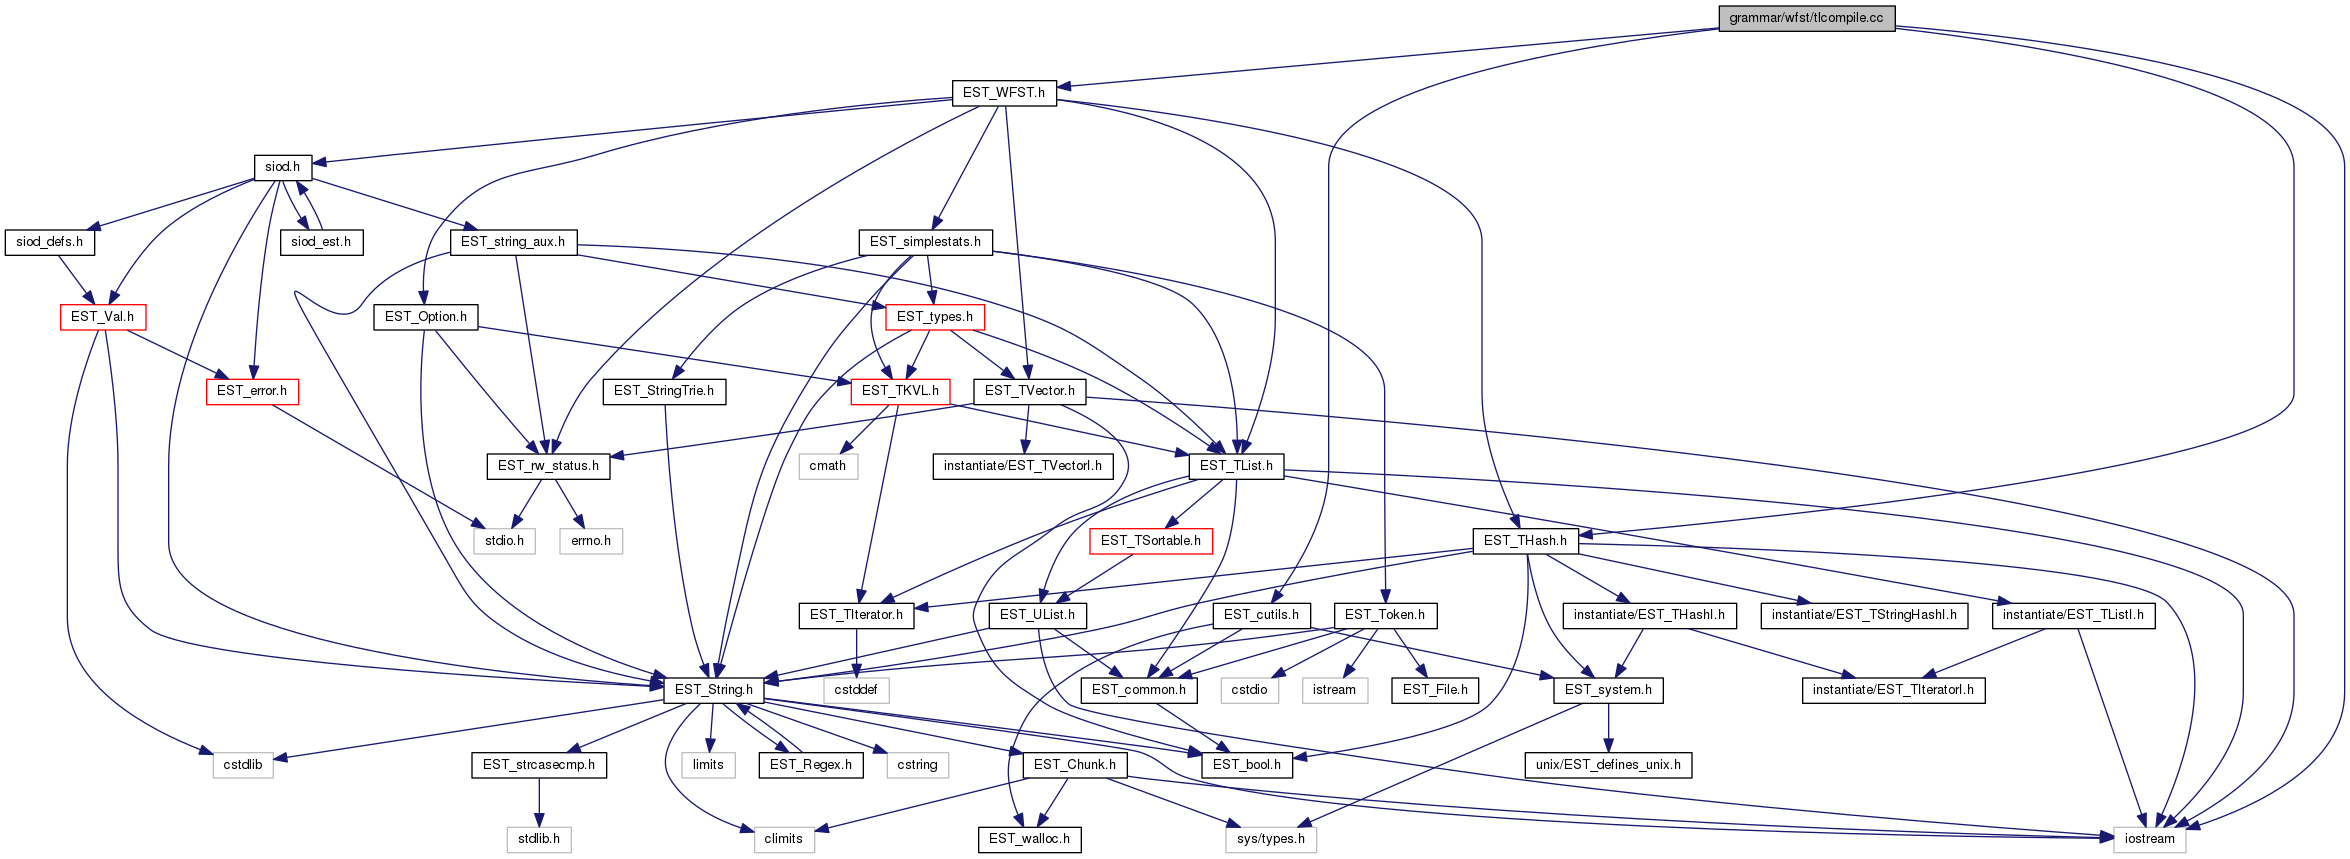 grammar/wfst/tlcompile.cc
EST_WFST.h
siod.h
siod_defs.h
siod_est.h
EST_string_aux.h
EST_simplestats.h
EST_Val.h
EST_Option.h
EST_types.h
EST_error.h
EST_StringTrie.h
EST_TKVL.h
EST_TVector.h
EST_rw_status.h
cmath
instantiate/EST_TVectorI.h
EST_TList.h
stdio.h
errno.h
EST_TSortable.h
EST_THash.h
EST_TIterator.h
EST_UList.h
EST_cutils.h
EST_Token.h
instantiate/EST_THashI.h
instantiate/EST_TStringHashI.h
instantiate/EST_TListI.h
EST_String.h
cstddef
EST_common.h
cstdio
istream
EST_File.h
EST_system.h
instantiate/EST_TIteratorI.h
cstdlib
EST_strcasecmp.h
limits
EST_Regex.h
cstring
EST_Chunk.h
EST_bool.h
unix/EST_defines_unix.h
stdlib.h
climits
EST_walloc.h
sys/types.h
iostream